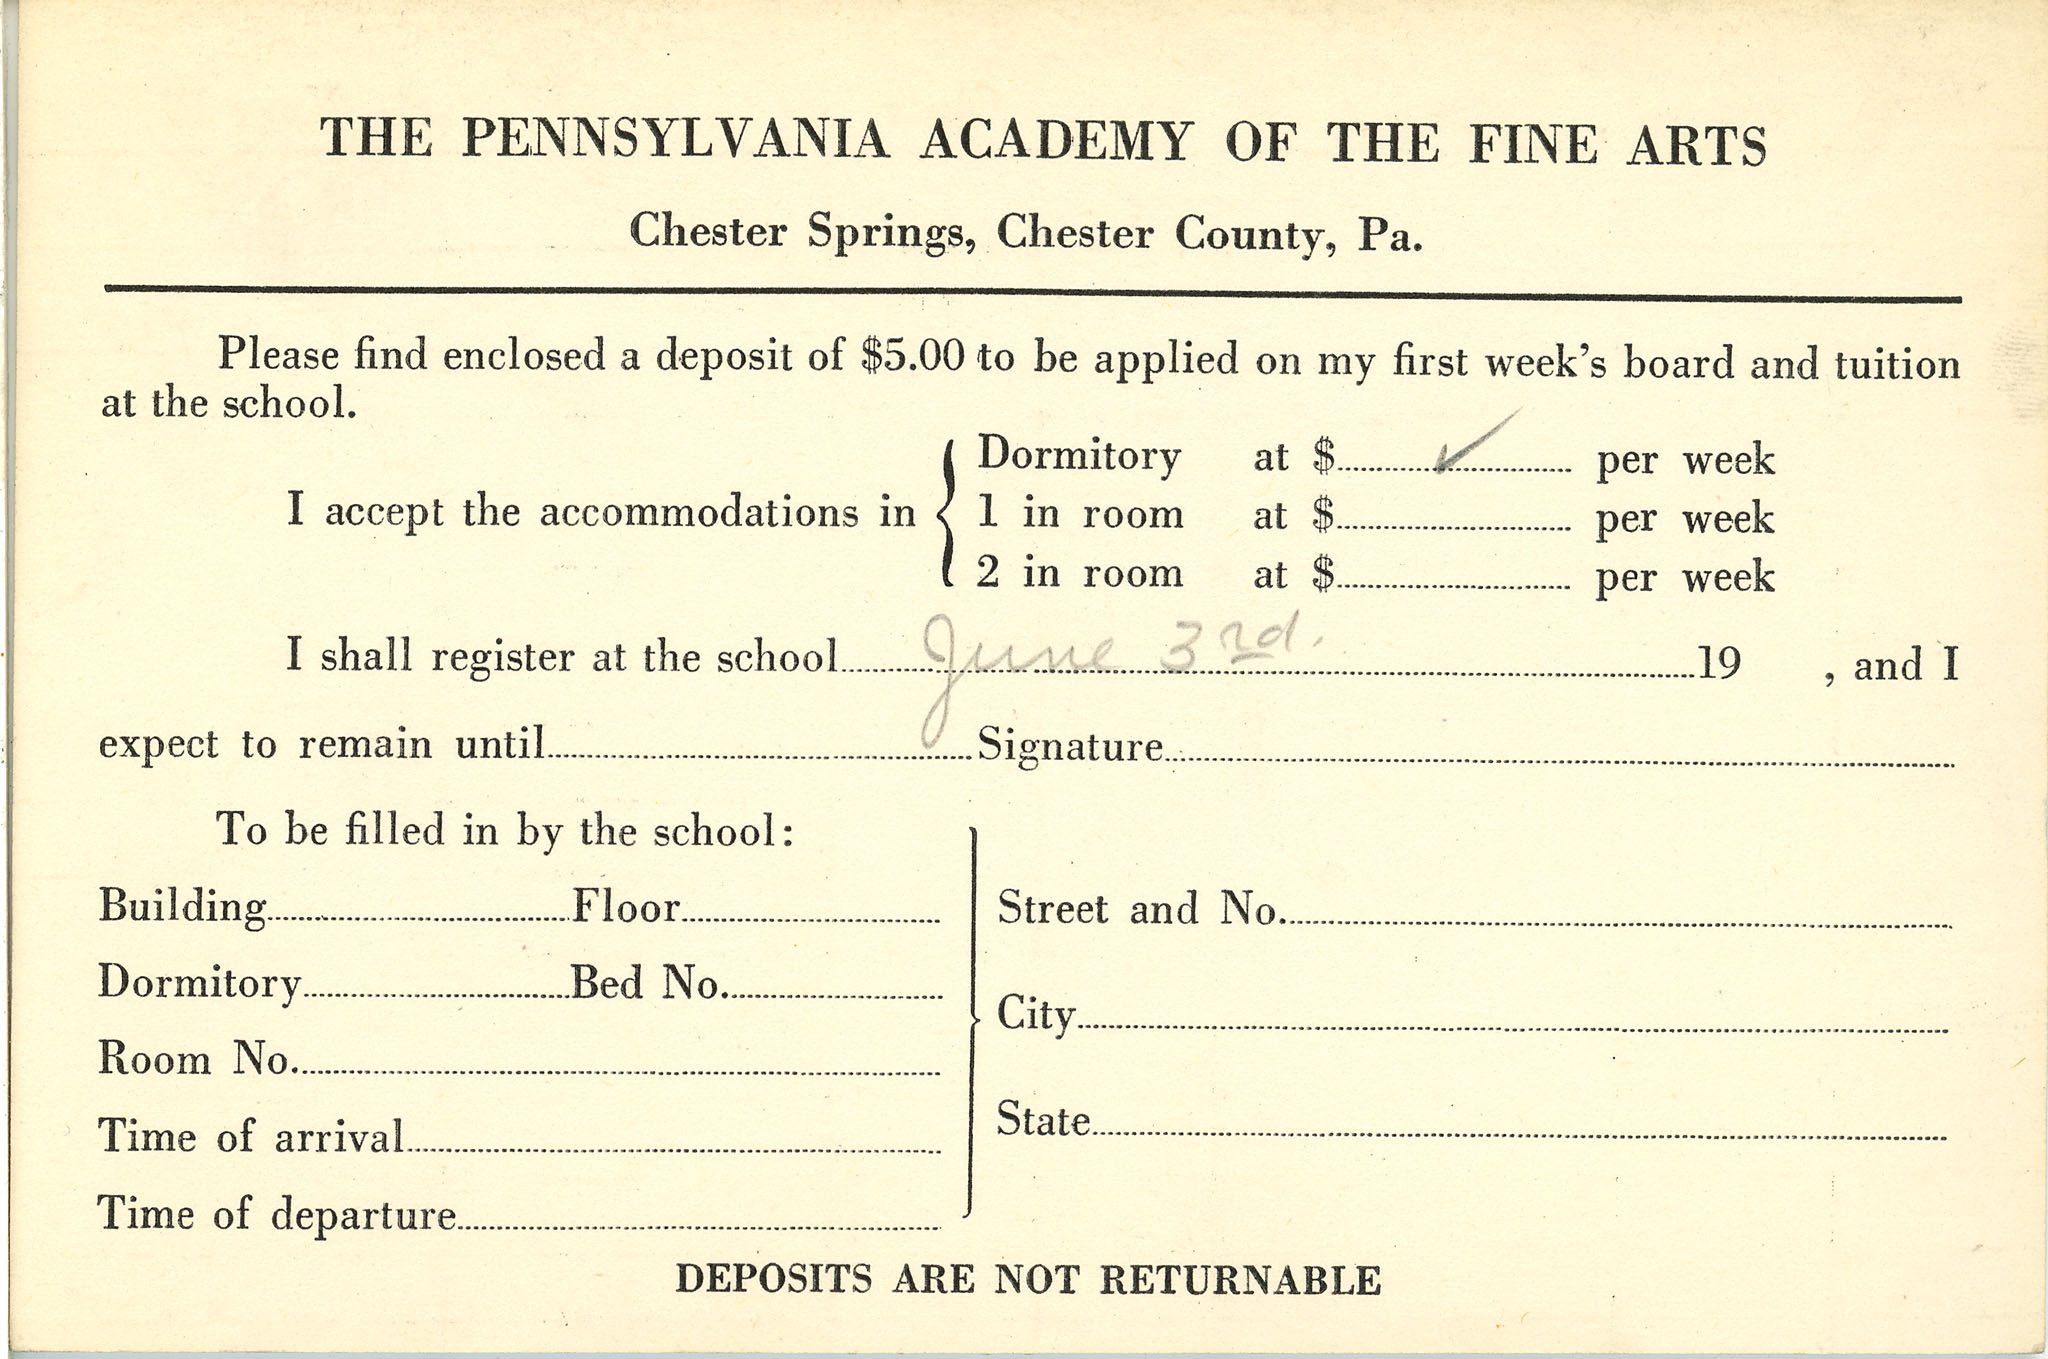 THE PENNSYLVANIA ACADEMY OF THE FINE ARTS
Chester Springs, Chester County, Pa.
Please find enclosed a deposit of $5.00 to be applied on my first week's board and tuition
at the school.
Dormitory at $ ✓ per week
I accept the accommodations in { 1 in room at $ per week
2 in room at $ per week
I shall register at the school June 3rd. 19 , and I
expect to remain until Signature
To be filled in by the school:
Building Floor
Dormitory Bed No.
Room No.
Time of arrival
Time of departure
Street and No.
City
State
DEPOSITS ARE NOT RETURNABLE